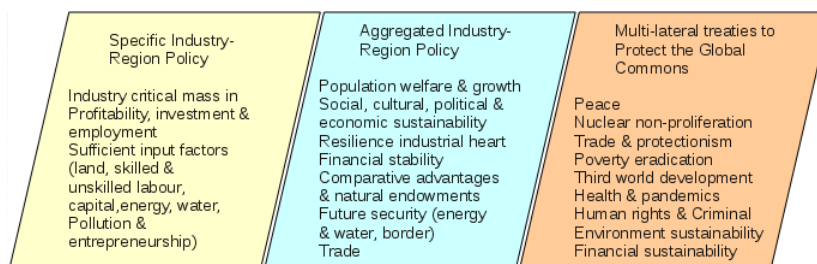 Specific Industry-
Region Policy
Industry critical mass in
Profitability, investment &
employment
Sufficient input factors
(land, skilled &
unskilled labour,
capital,energy, water,
Pollution &
entrepreneurship)
Aggregated Industry-
Region Policy
Population welfare & growth
Social, cultural, political &
economic sustainability
Resilience industrial heart
Financial stability
Comparative advantages
& natural endowments
Future security (energy
& water, border)
Trade
Multi-lateral treaties to
Protect the Global
Commons
Peace
Nuclear non-proliferation
Trade & protectionism
Poverty eradication
Third world development
Health & pandemics
Human rights & Criminal
Environment sustainability
Financial sustainability